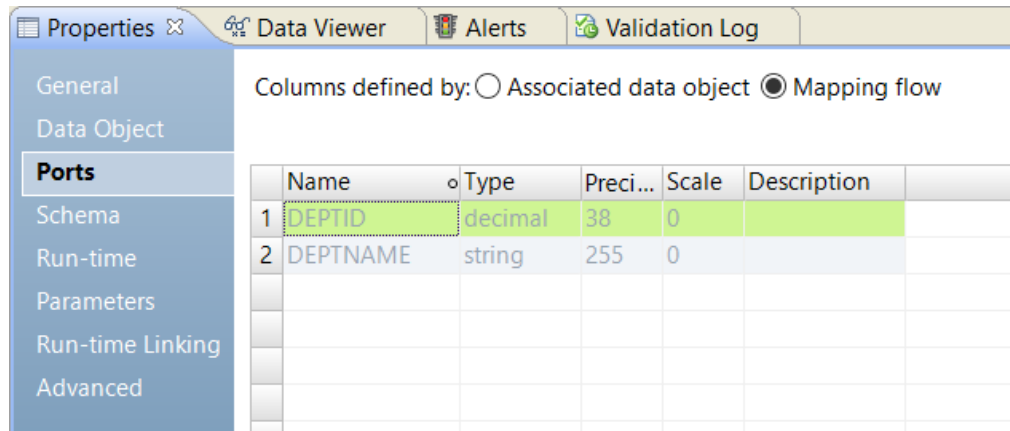 Properties Data Viewer Alerts Validation Log
General
Data Object
Ports
Schema
Run-time
Parameters
Run-time Linking
Advanced
Columns defined by: Associated data object Mapping flow
Name Type Preci... Scale Description
1 DEPTID decimal 38 0
2 DEPTNAME string 255 0